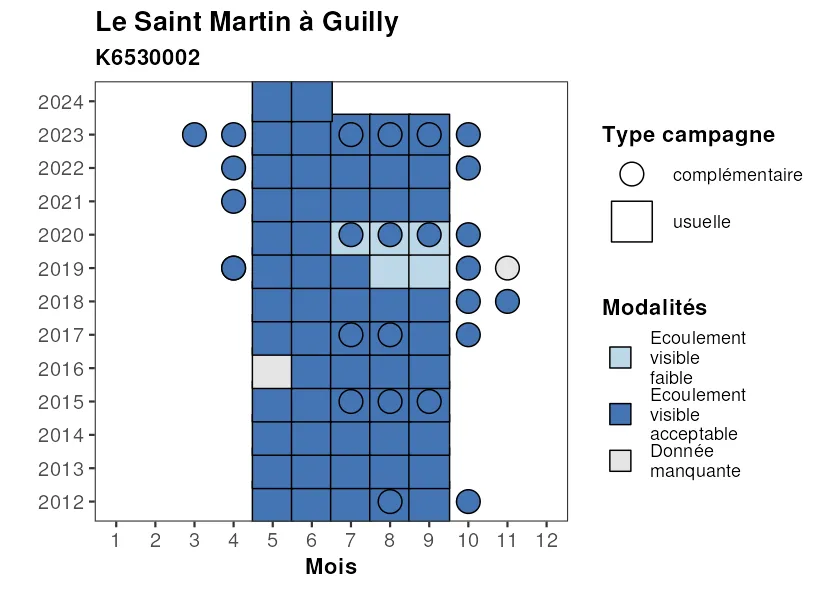 Le Saint Martin à Guilly
K6530002
2024
2023
2022
2021
2020
2019
2018
2017
2016
2015
2014
2013
2012
1 2 3 4 5 6 7 8 9 10 11 12
Mois
Type campagne
complémentaire
usuelle
Modalités
Ecoulement
visible
faible
Ecoulement
visible
acceptable
Donnée
manquante